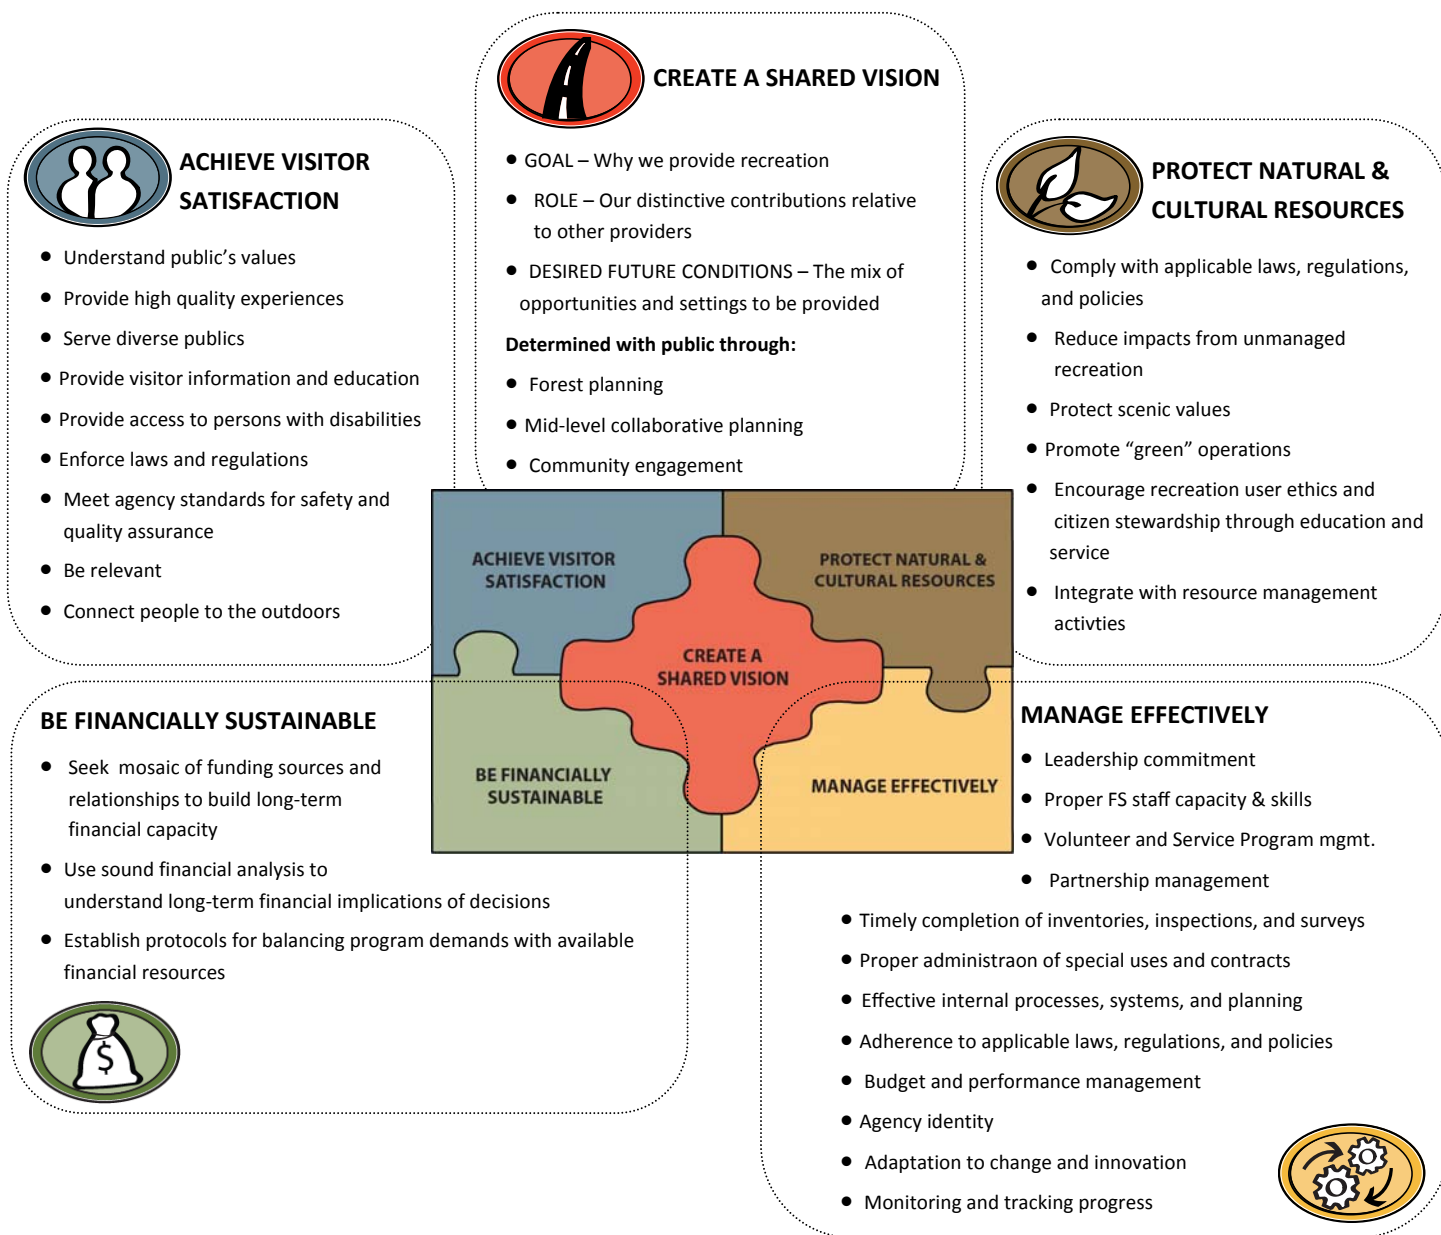 CREATE A SHARED VISION
• GOAL – Why we provide recreation
• ROLE – Our distinctive contributions relative
to other providers
• DESIRED FUTURE CONDITIONS – The mix of
opportunities and settings to be provided
Determined with public through:
• Forest planning
• Mid-level collaborative planning
• Community engagement
ACHIEVE VISITOR
SATISFACTION
• Understand public’s values
• Provide high quality experiences
• Serve diverse publics
• Provide visitor information and education
• Provide access to persons with disabilities
• Enforce laws and regulations
• Meet agency standards for safety and
quality assurance
• Be relevant
• Connect people to the outdoors
PROTECT NATURAL &
CULTURAL RESOURCES
• Comply with applicable laws, regulations,
and policies
• Reduce impacts from unmanaged
recreation
• Protect scenic values
• Promote “green” operations
• Encourage recreation user ethics and
citizen stewardship through education and
service
• Integrate with resource management
activties
ACHIEVE VISITOR
SATISFACTION
PROTECT NATURAL &
CULTURAL RESOURCES
CREATE A
SHARED VISION
BE FINANCIALLY
SUSTAINABLE
MANAGE EFFECTIVELY
BE FINANCIALLY SUSTAINABLE
• Seek mosaic of funding sources and
relationships to build long-term
financial capacity
• Use sound financial analysis to
understand long-term financial implications of decisions
• Establish protocols for balancing program demands with available
financial resources
$
MANAGE EFFECTIVELY
• Leadership commitment
• Proper FS staff capacity & skills
• Volunteer and Service Program mgmt.
• Partnership management
• Timely completion of inventories, inspections, and surveys
• Proper administraon of special uses and contracts
• Effective internal processes, systems, and planning
• Adherence to applicable laws, regulations, and policies
• Budget and performance management
• Agency identity
• Adaptation to change and innovation
• Monitoring and tracking progress